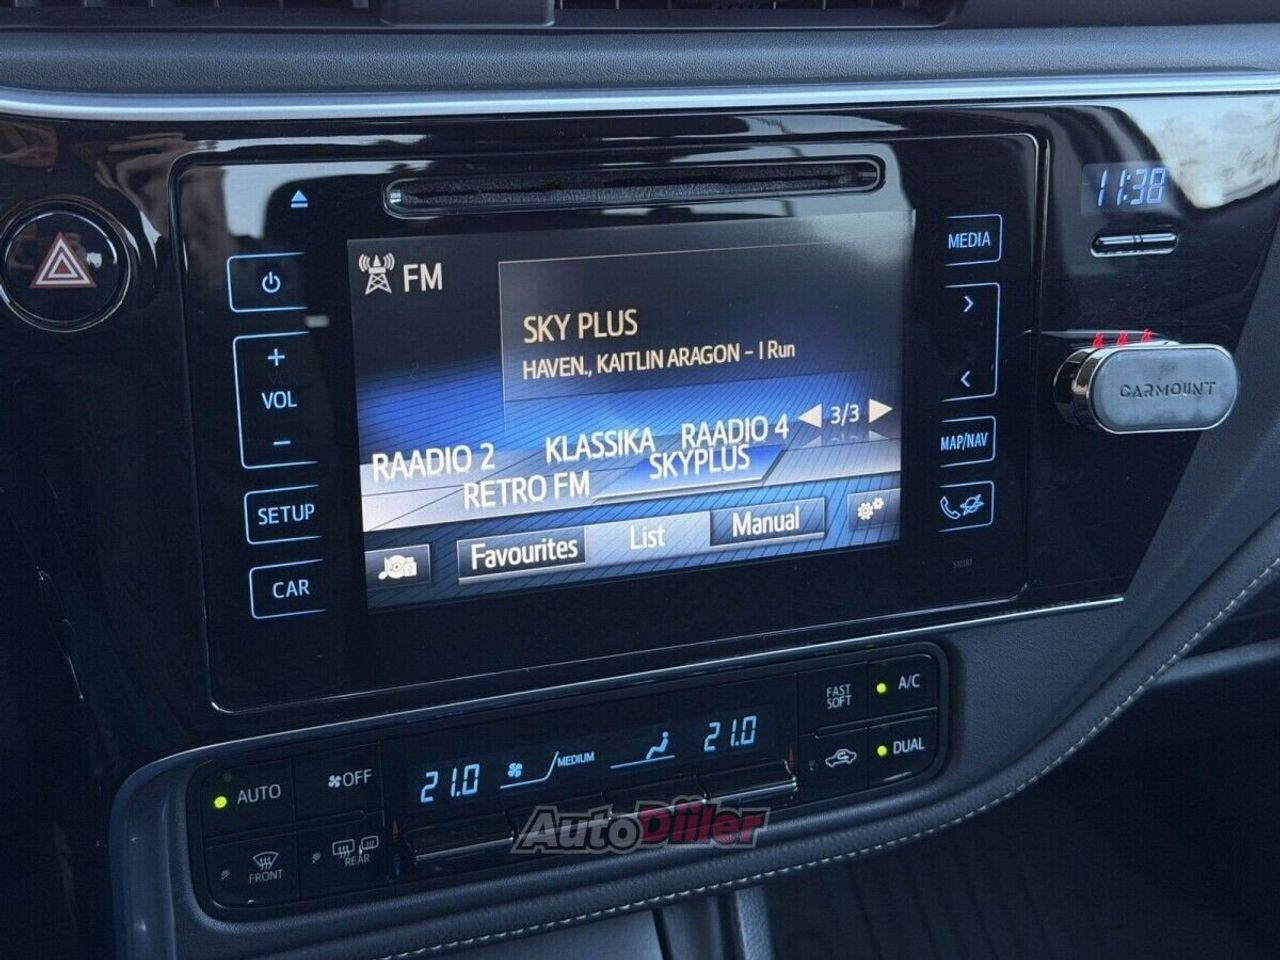 11:38
MEDIA
FM
SKY PLUS
HAVEN., KAITLIN ARAGON - I Run
+
VOL
−
CARMOUNT
KLASSIKA RAADIO 4 3/3
RAADIO 2
RETRO FM SKYPLUS
MAP/NAV
SETUP
Favourites List Manual
CAR
510182
FAST
SOFT
A/C
21.0
MEDIUM
21.0
DUAL
AUTO
OFF
AutoDiiler
FRONT
REAR